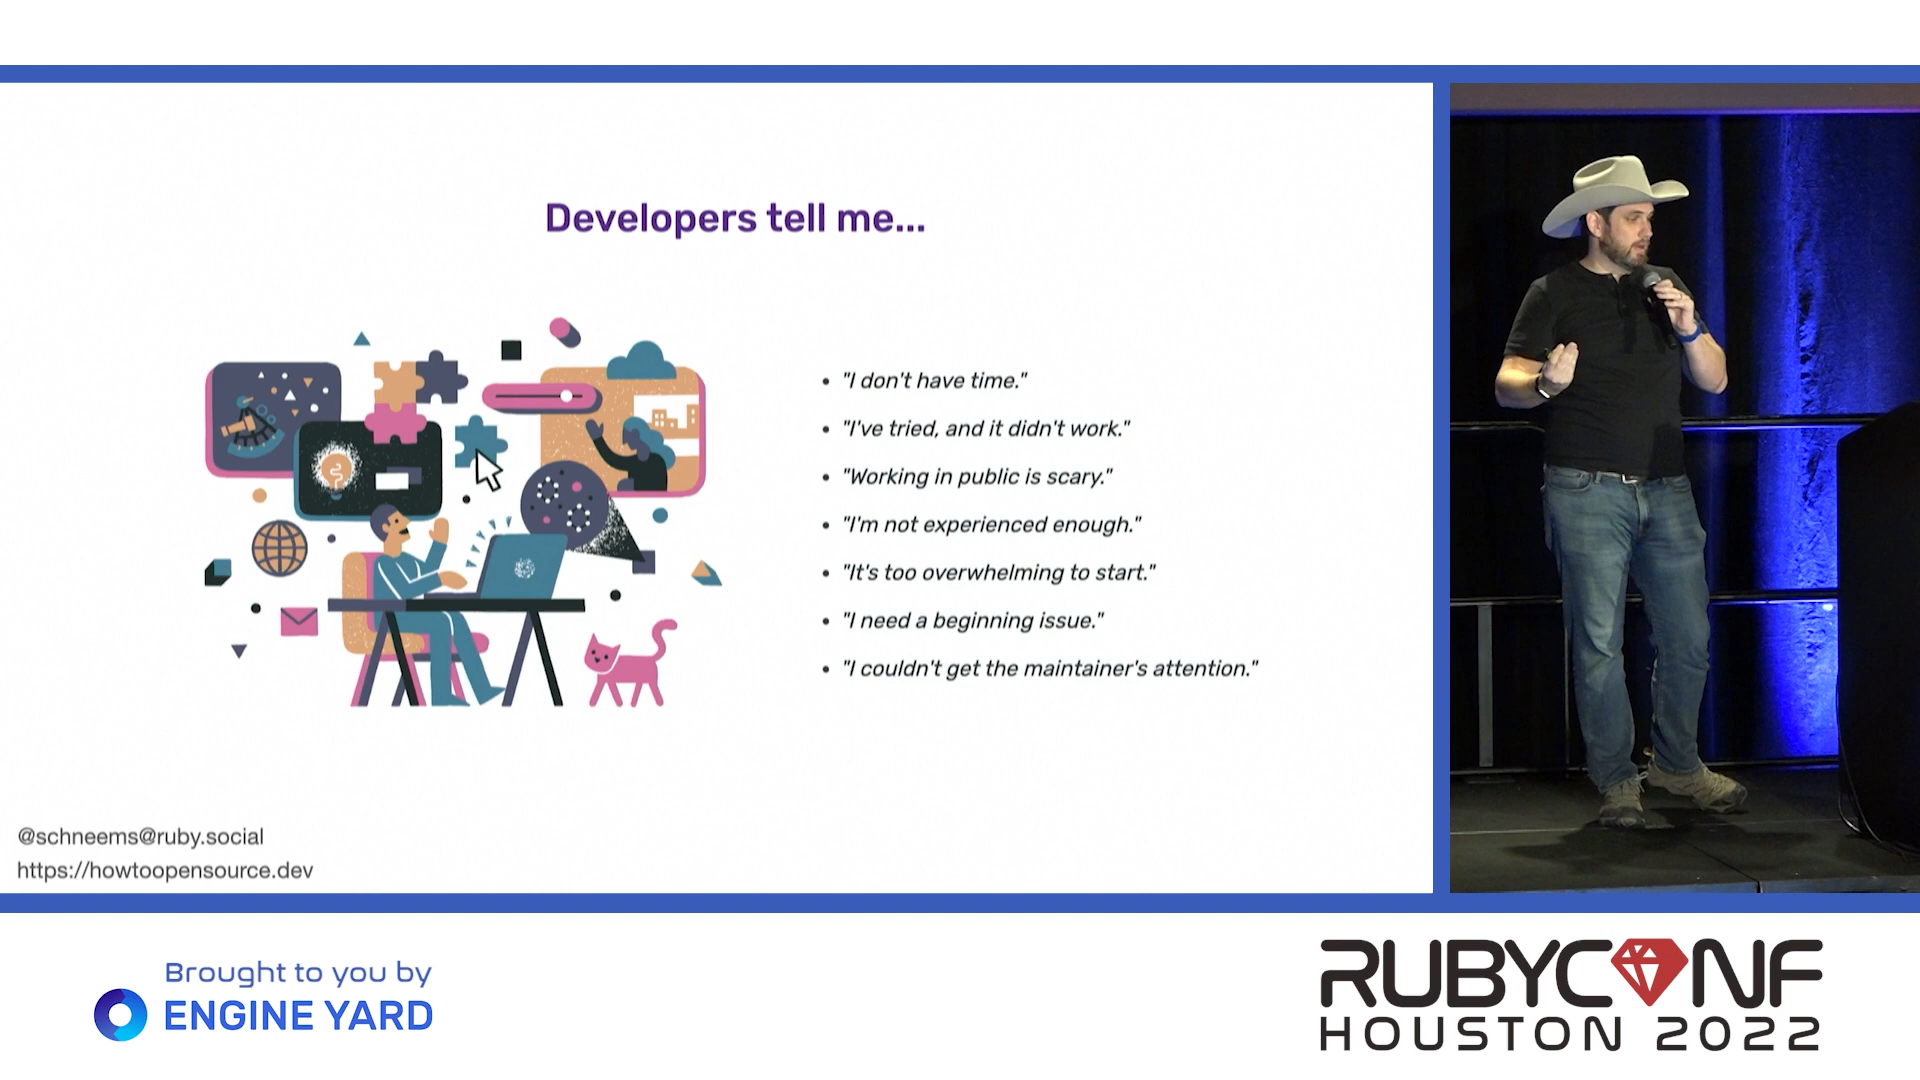 Developers tell me...
• "I don't have time."
• "I've tried, and it didn't work."
• "Working in public is scary."
• "I'm not experienced enough."
• "It's too overwhelming to start."
• "I need a beginning issue."
• "I couldn't get the maintainer's attention."
@schneems@ruby.social
https://howtoopensource.dev
Brought to you by
ENGINE YARD
RUBYCONF
HOUSTON 2022